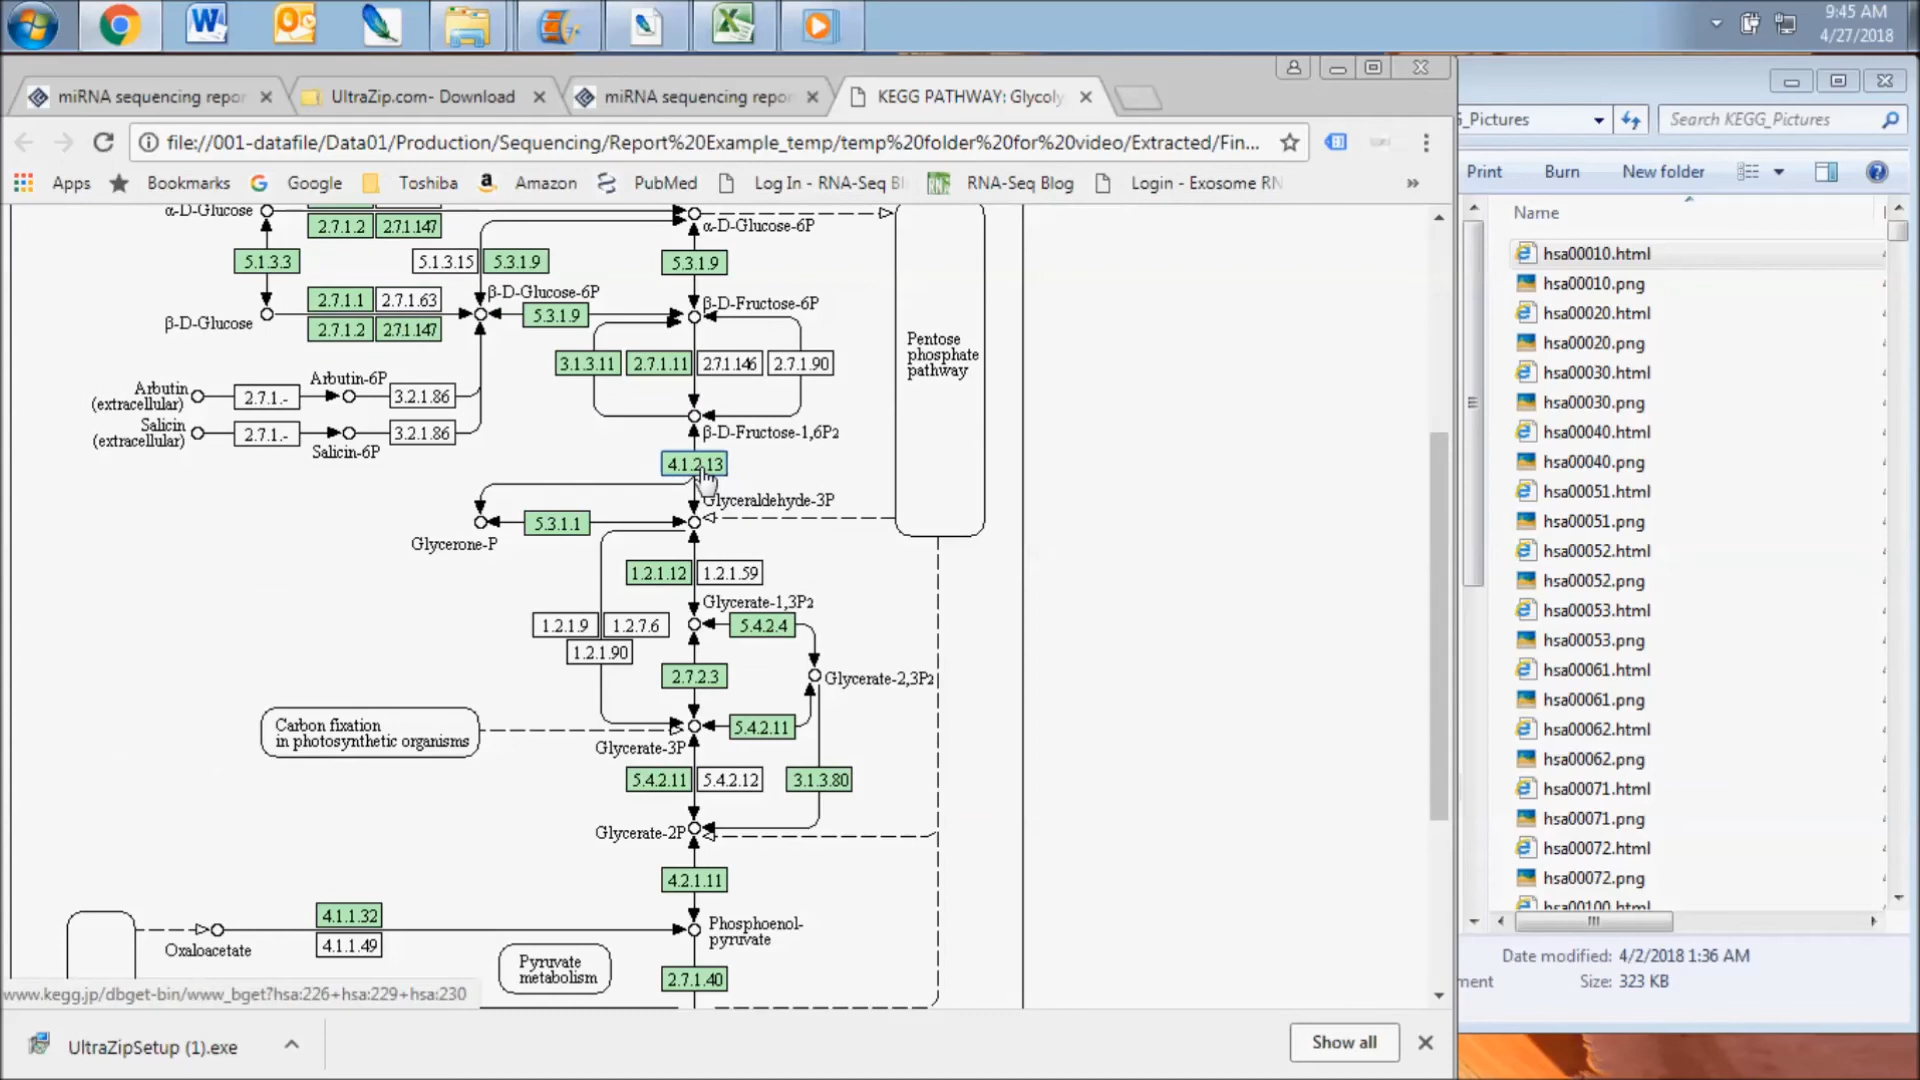 9:45 AM
4/27/2018
miRNA sequencing repor
UltraZip.com- Download
miRNA sequencing repor
KEGG PATHWAY: Glycoly
file://001-datafile/Data01/Production/Sequencing/Report%20Example_temp/temp%20folder%20for%20video/Extracted/Fin...
Apps
Bookmarks
Google
Toshiba
Amazon
PubMed
Log In - RNA-Seq Bl
RNA-Seq Blog
Login - Exosome RN
»
α-D-Glucose
2.7.1.2
2.7.1.147
α-D-Glucose-6P
5.1.3.3
5.1.3.15
5.3.1.9
5.3.1.9
β-D-Glucose-6P
β-D-Fructose-6P
2.7.1.1
2.7.1.63
5.3.1.9
β-D-Glucose
2.7.1.2
2.7.1.147
Pentose
phosphate
pathway
3.1.3.11
2.7.1.11
2.7.1.146
2.7.1.90
Arbutin
(extracellular)
2.7.1.-
Arbutin-6P
3.2.1.86
Salicin
(extracellular)
2.7.1.-
Salicin-6P
3.2.1.86
β-D-Fructose-1,6P2
4.1.2.13
Glyceraldehyde-3P
5.3.1.1
Glycerone-P
1.2.1.12
1.2.1.59
Glycerate-1,3P2
1.2.1.9
1.2.7.6
5.4.2.4
1.2.1.90
2.7.2.3
Glycerate-2,3P2
Carbon fixation
in photosynthetic organisms
5.4.2.11
Glycerate-3P
5.4.2.11
5.4.2.12
3.1.3.80
Glycerate-2P
4.2.1.11
4.1.1.32
Oxaloacetate
4.1.1.49
Phosphoenol-
pyruvate
Pyruvate
metabolism
2.7.1.40
www.kegg.jp/dbget-bin/www_bget?hsa:226+hsa:229+hsa:230
UltraZipSetup (1).exe
Show all
G_Pictures
Search KEGG_Pictures
Print
Burn
New folder
Name
hsa00010.html
hsa00010.png
hsa00020.html
hsa00020.png
hsa00030.html
hsa00030.png
hsa00040.html
hsa00040.png
hsa00051.html
hsa00051.png
hsa00052.html
hsa00052.png
hsa00053.html
hsa00053.png
hsa00061.html
hsa00061.png
hsa00062.html
hsa00062.png
hsa00071.html
hsa00071.png
hsa00072.html
hsa00072.png
hsa00100.html
Date modified: 4/2/2018 1:36 AM
ment
Size: 323 KB